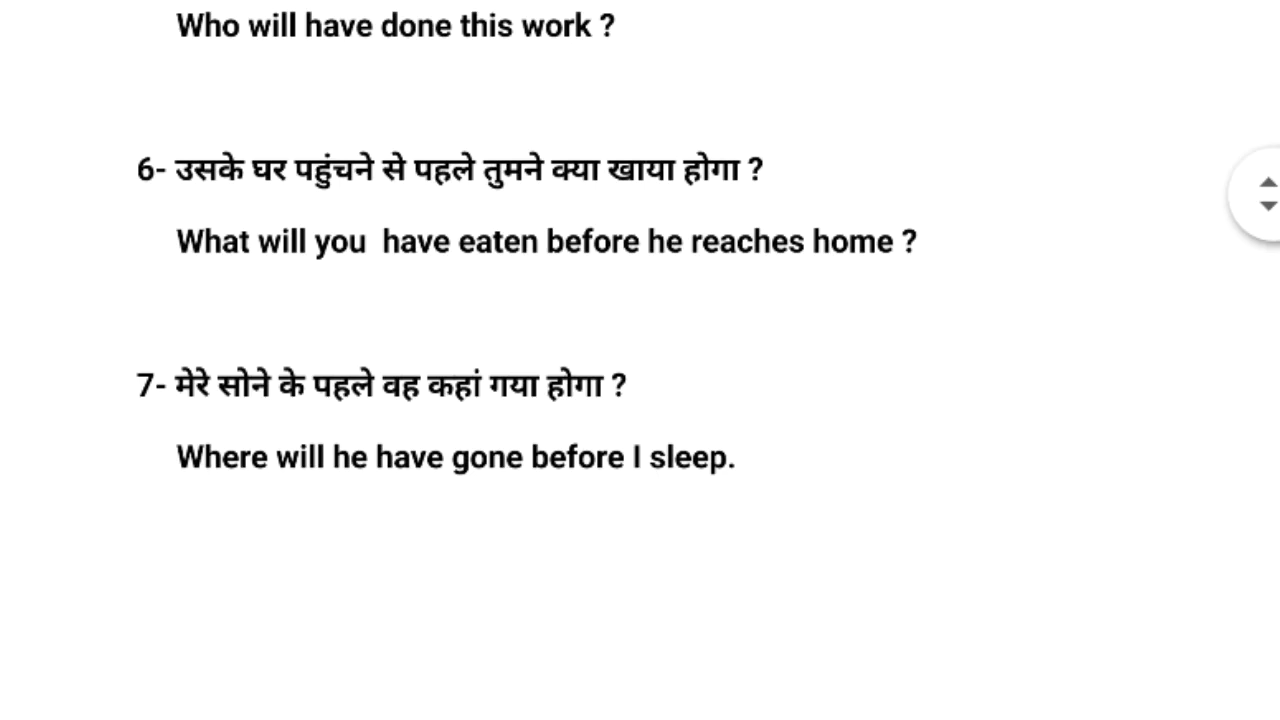 Who will have done this work ?
6- उसके घर पहुंचने से पहले तुमने क्या खाया होगा ?
What will you  have eaten before he reaches home ?
7- मेरे सोने के पहले वह कहां गया होगा ?
Where will he have gone before I sleep.